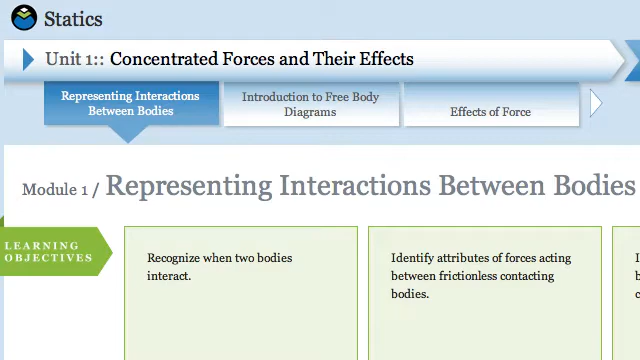 Statics
Unit 1:: Concentrated Forces and Their Effects
Representing Interactions
Between Bodies
Introduction to Free Body
Diagrams
Effects of Force
Module 1 / Representing Interactions Between Bodies
LEARNING
OBJECTIVES
Recognize when two bodies
interact.
Identify attributes of forces acting
between frictionless contacting
bodies.